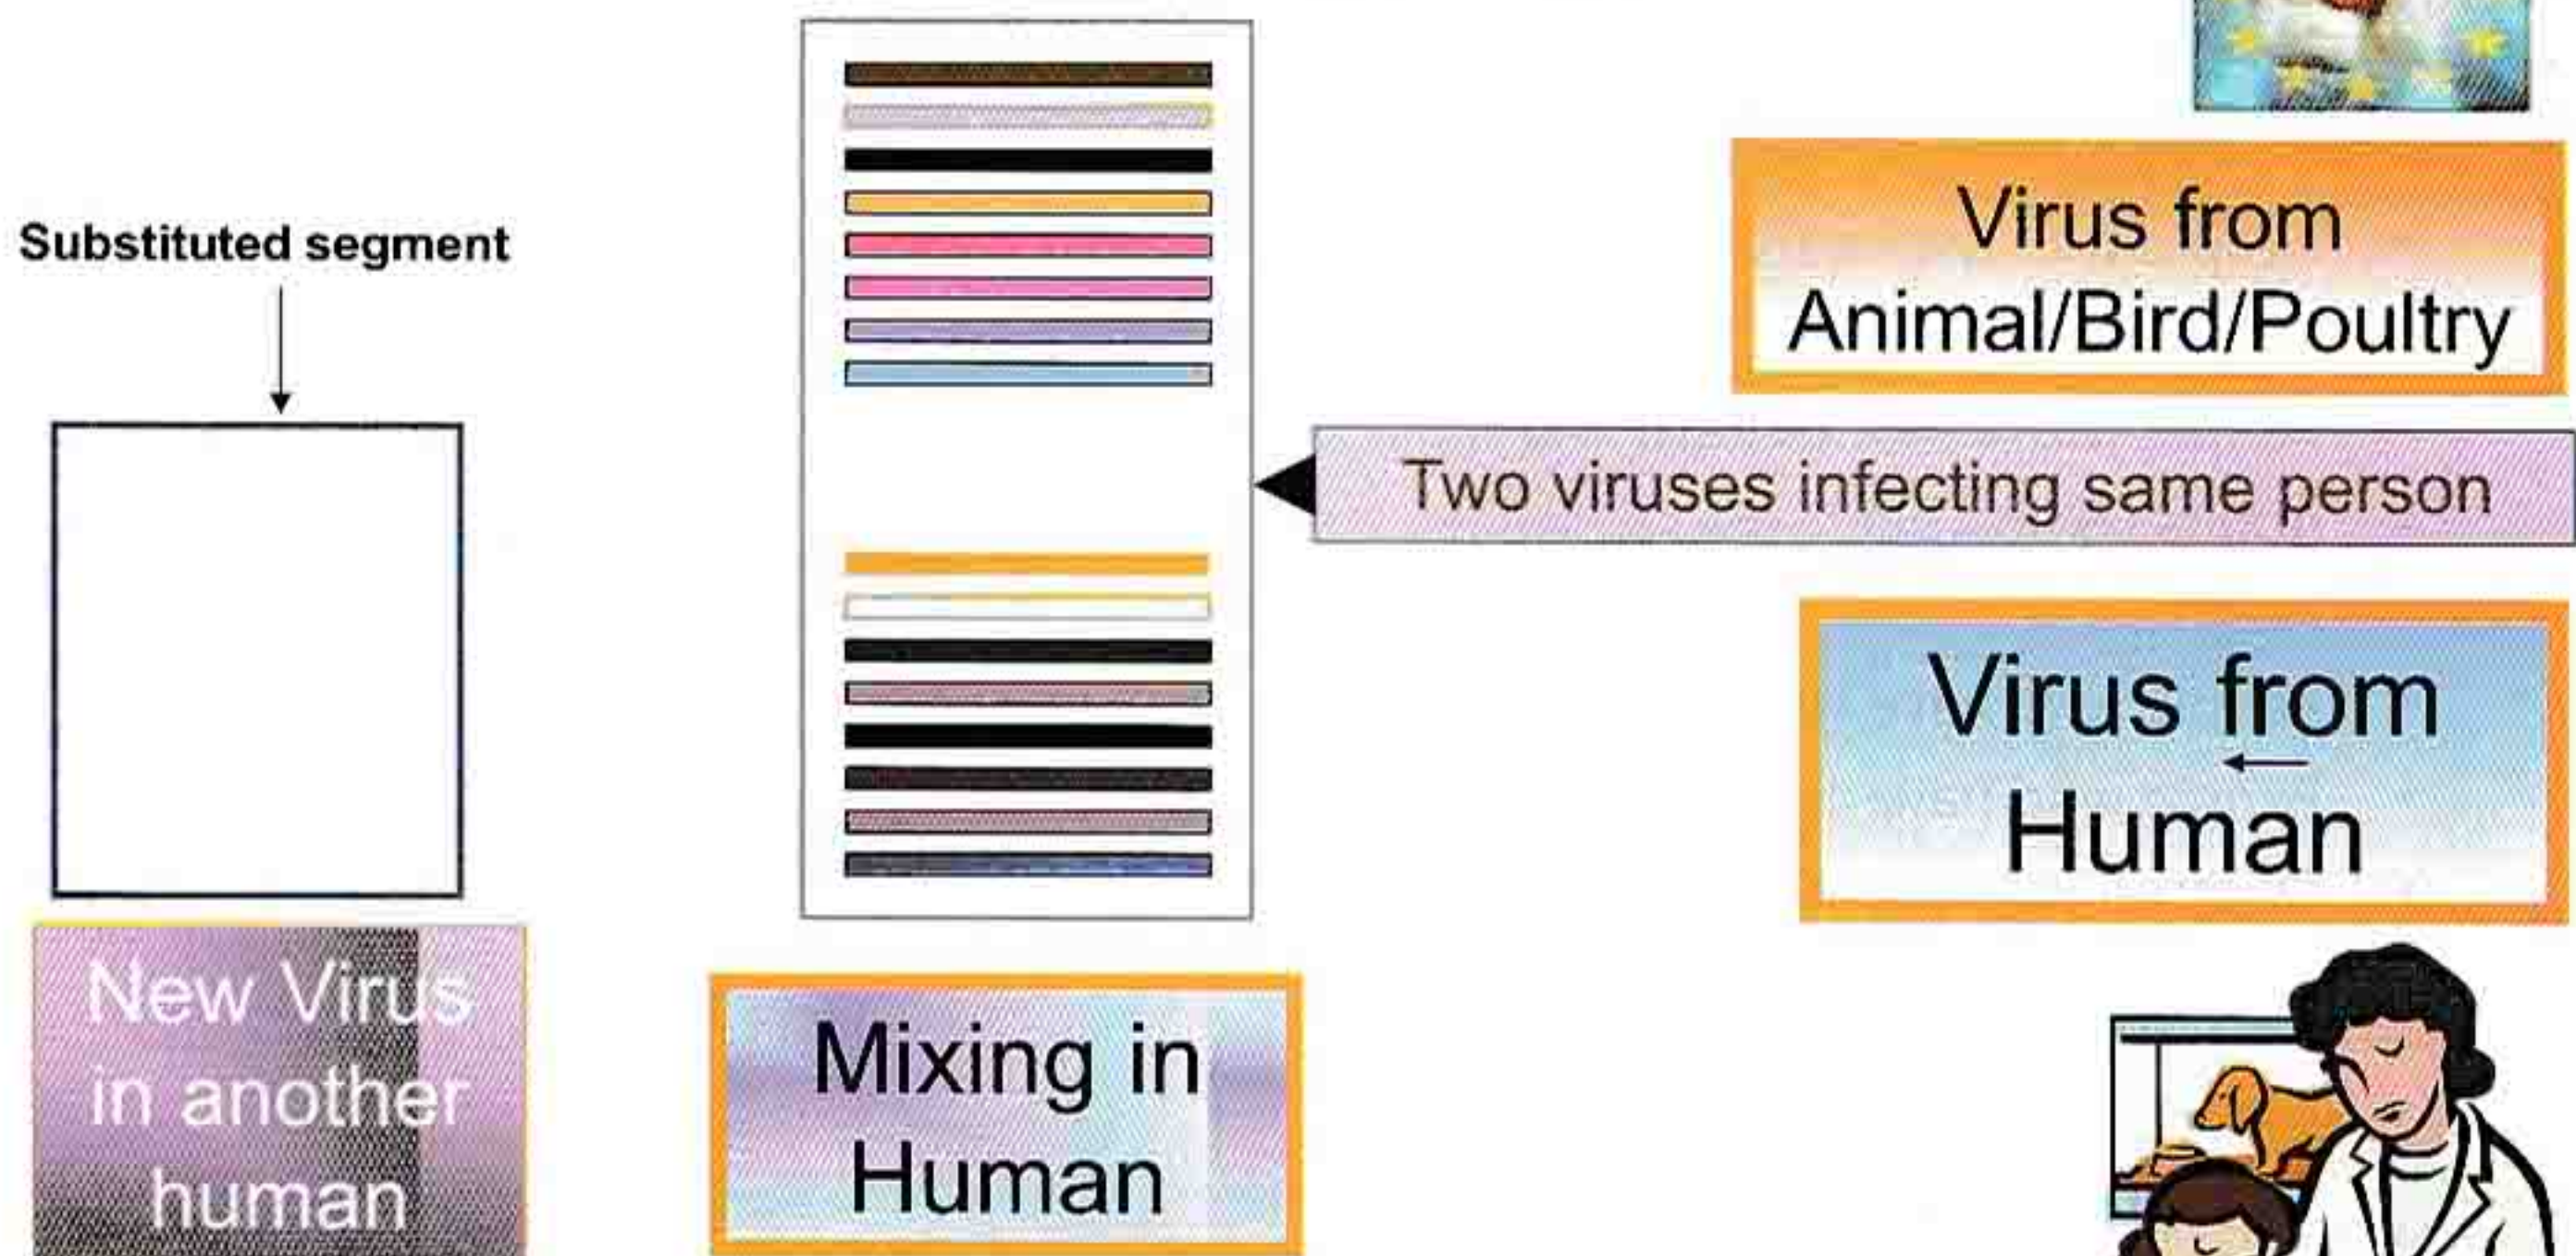 Substituted segment
Virus from
Animal/Bird/Poultry
Two viruses infecting same person
Virus from
Human
New Virus
in another
human
Mixing in
Human